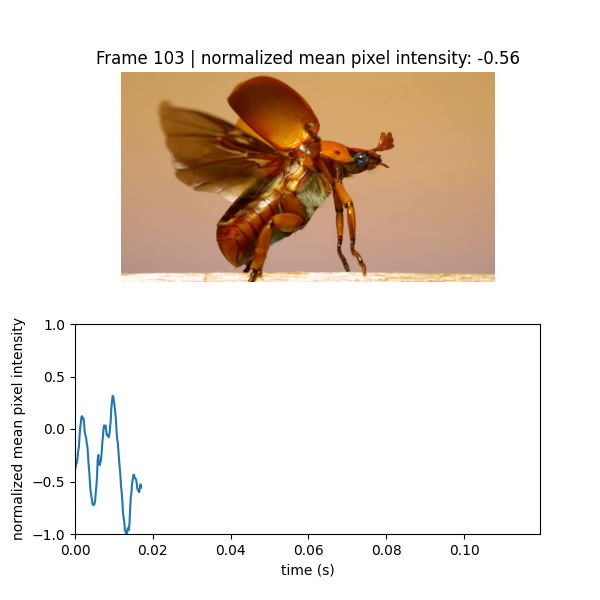 Frame 103 | normalized mean pixel intensity: -0.56
normalized mean pixel intensity
1.0
0.5
0.0
−0.5
−1.0
0.00 0.02 0.04 0.06 0.08 0.10
time (s)